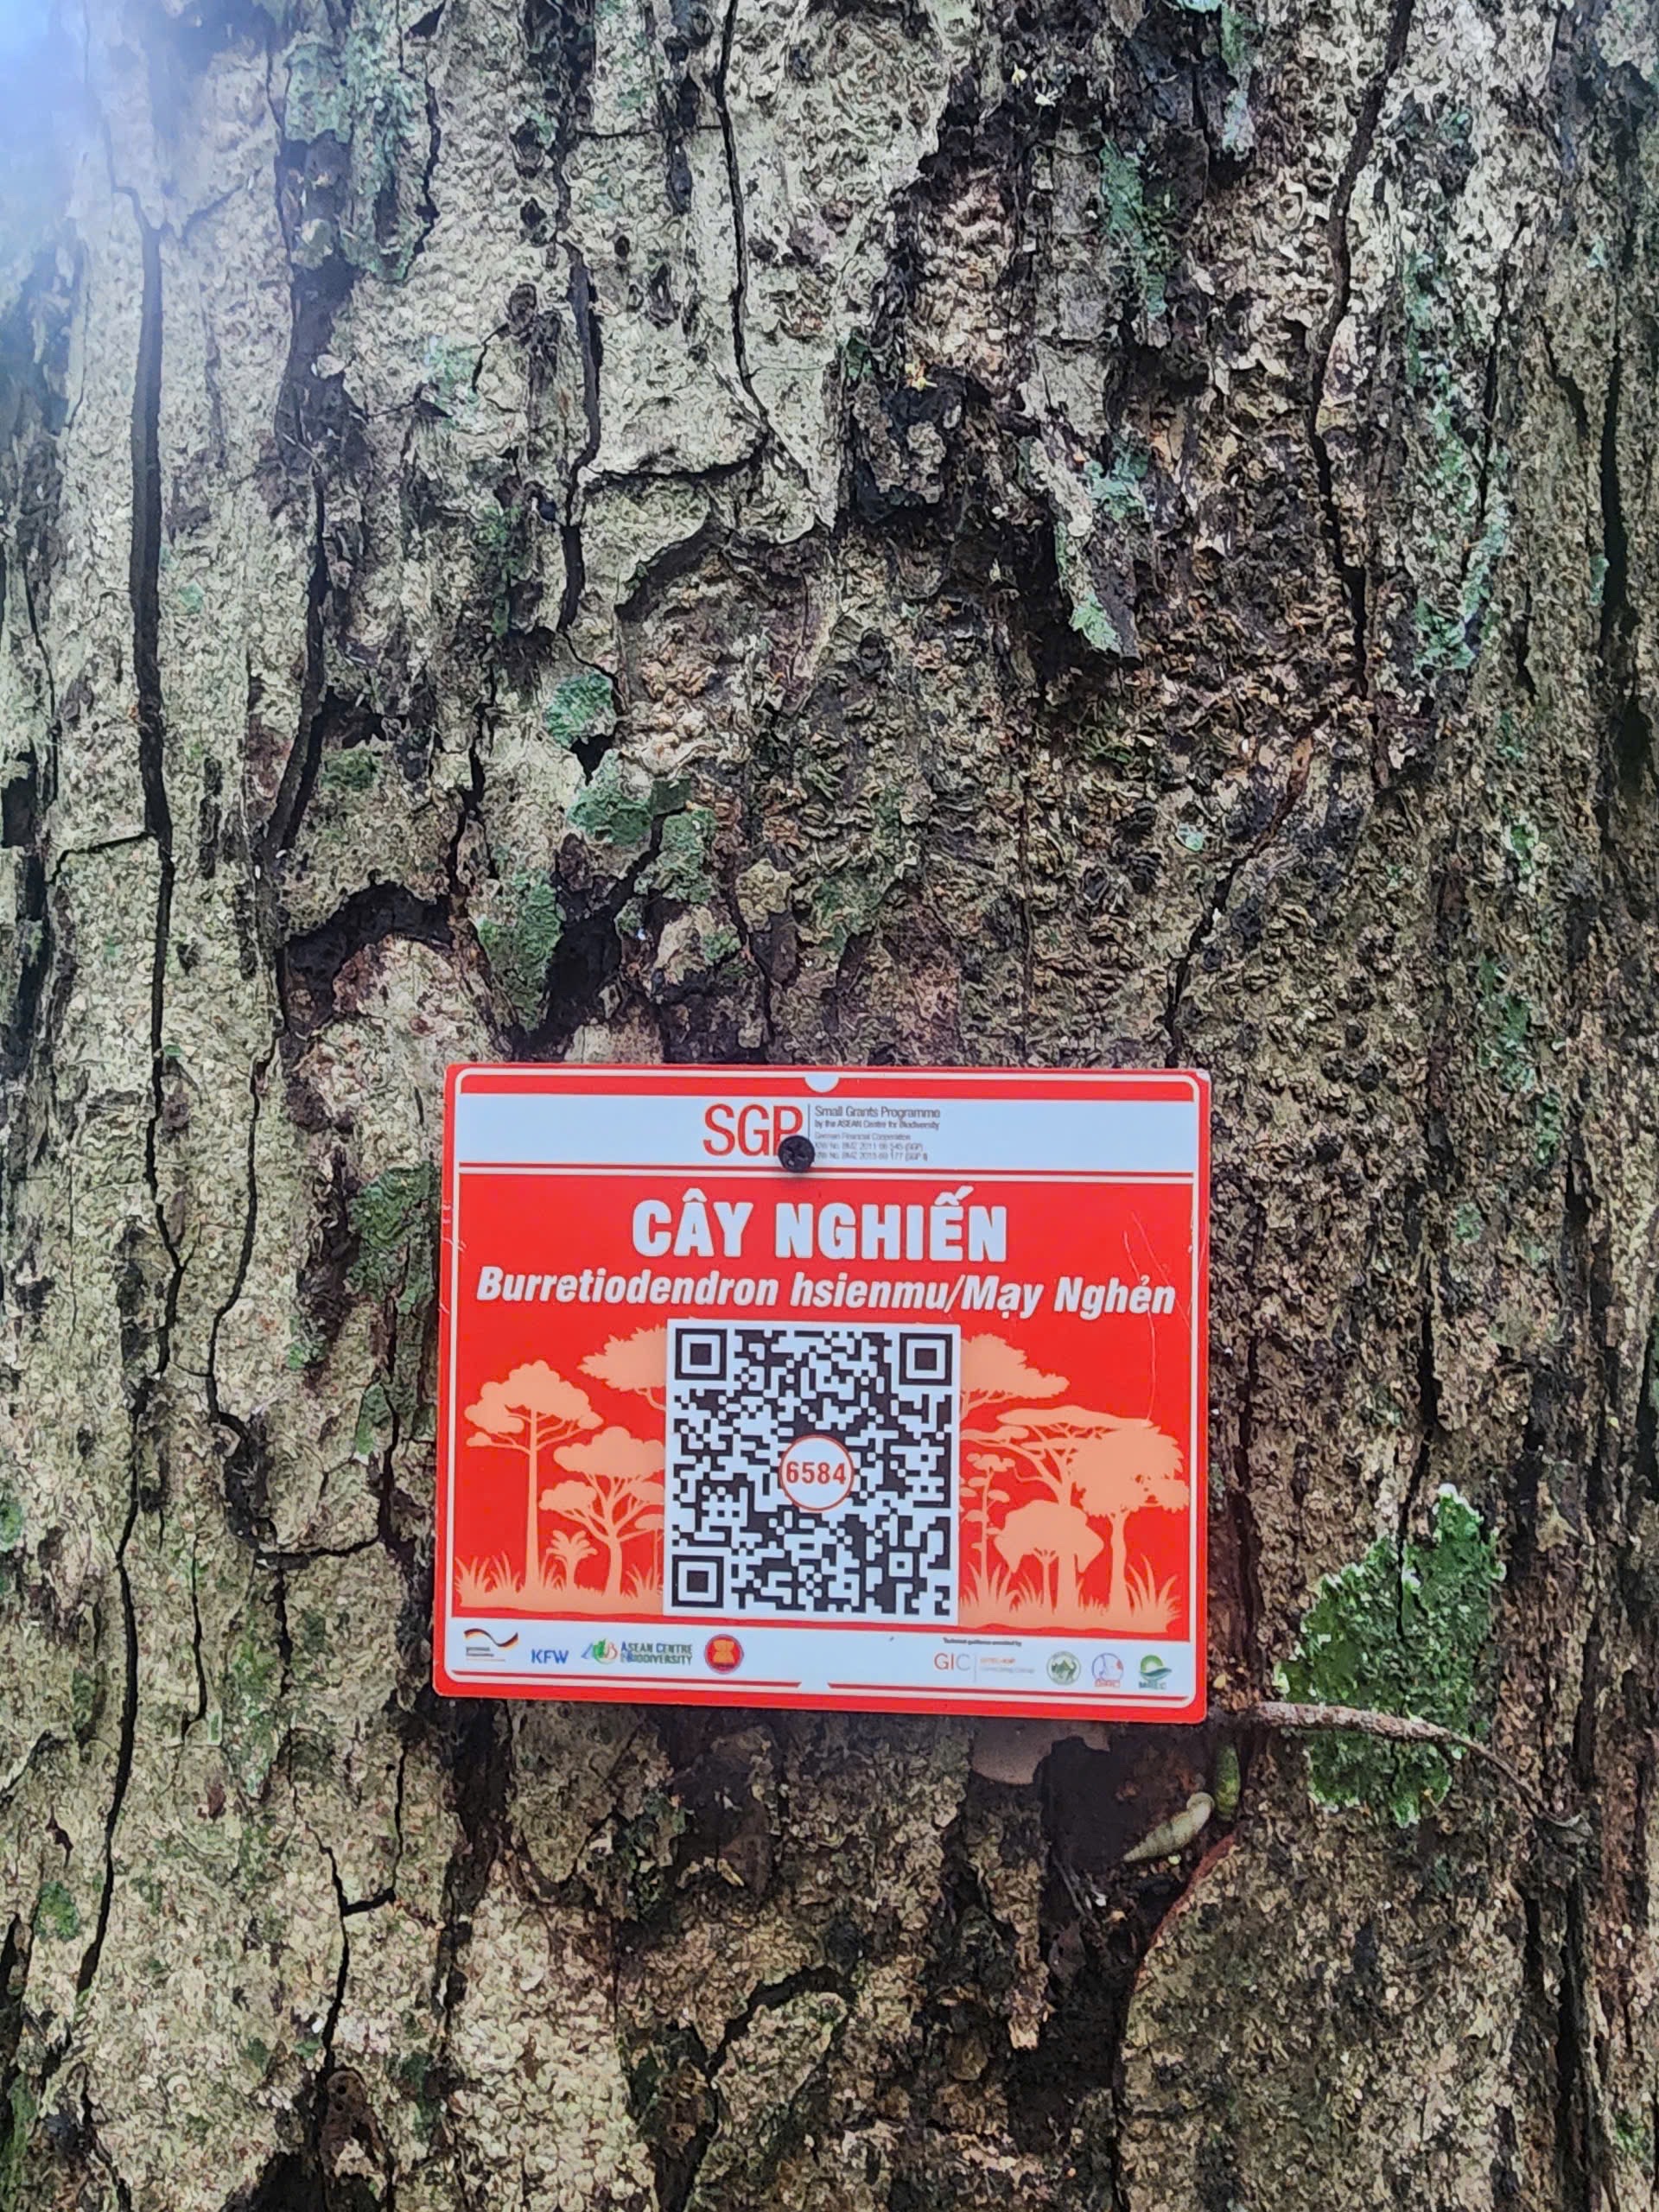 SGP
Small Grants Programme
by the ASEAN Centre for Biodiversity
German Financial Cooperation
CÂY NGHIẾN
Burretiodendron hsienmu/Mạy Nghẻn
6584
KFW
ASEAN CENTRE
BIODIVERSITY
GIC